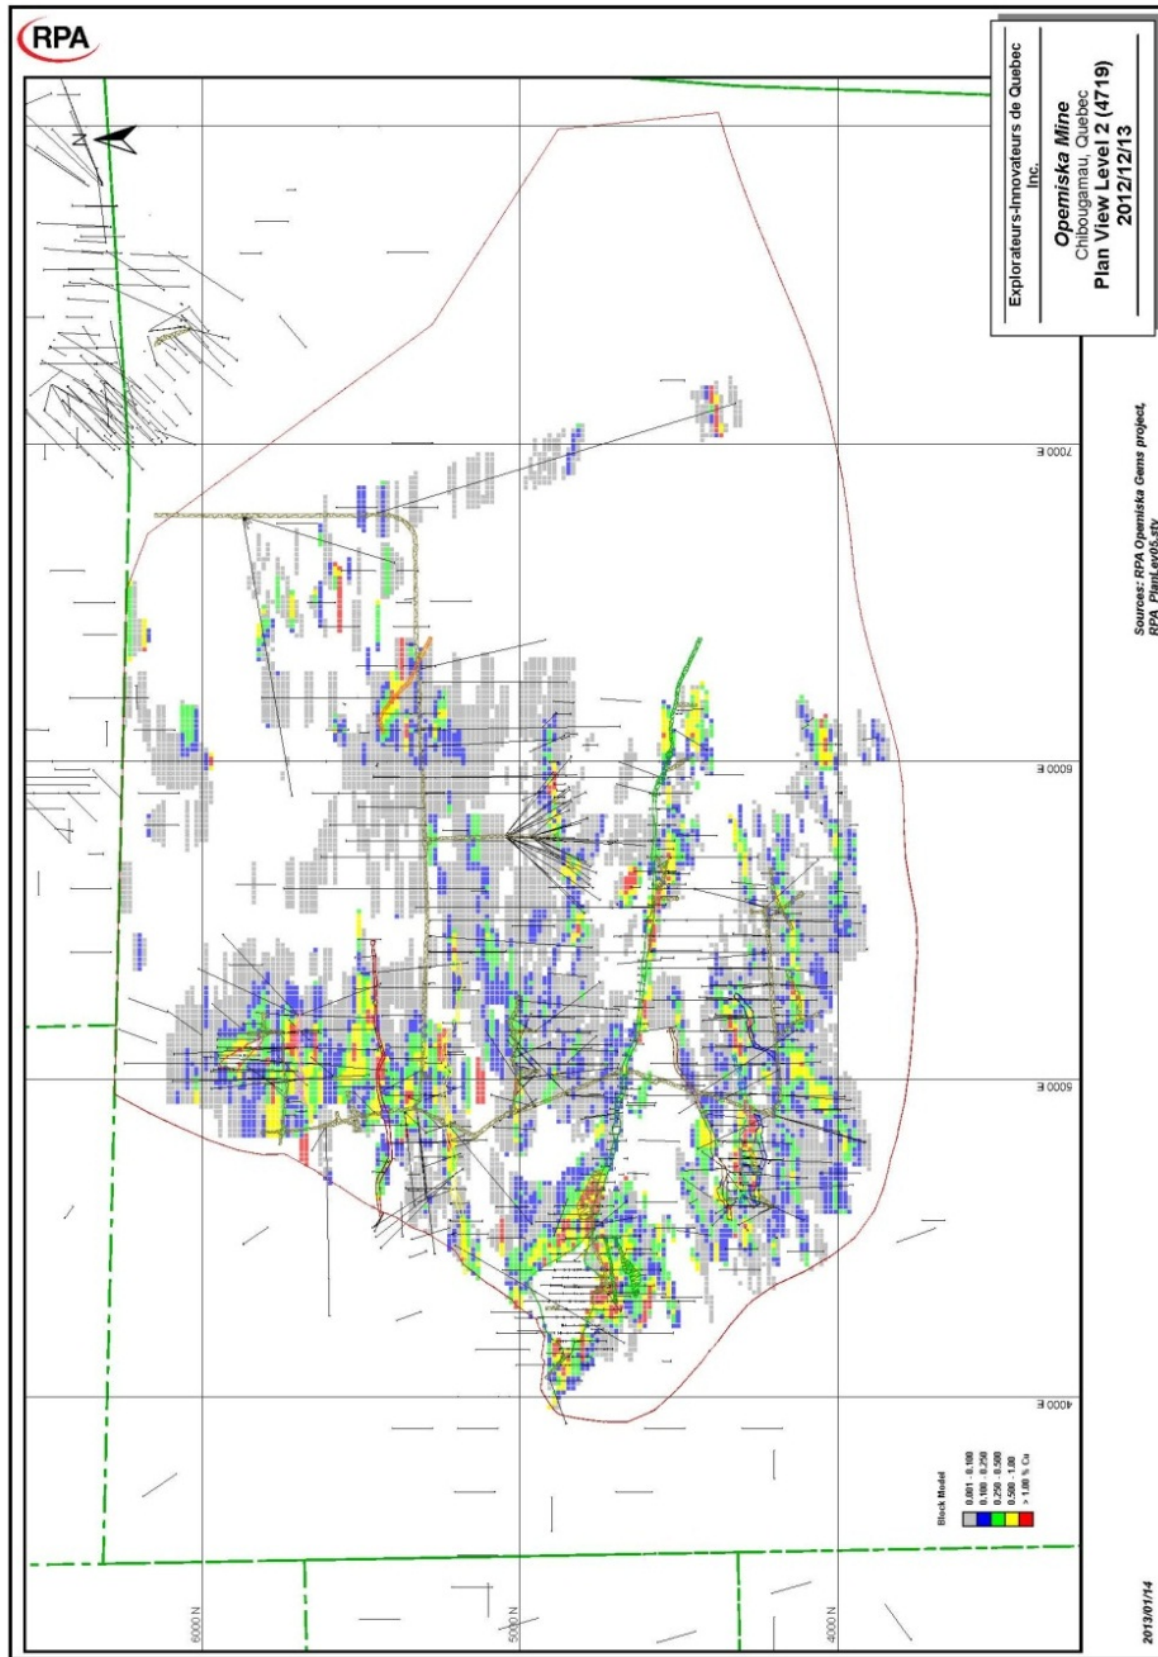 RPA
N
Explorateurs-Innovateurs de Quebec
Inc.
Opemiska Mine
Chibougamau, Quebec
Plan View Level 2 (4719)
2012/12/13
7000 E
6000 E
5000 E
4000 E
6000 N
5000 N
4000 N
Block Model
0.001 - 0.100
0.100 - 0.250
0.250 - 0.500
0.500 - 1.00
> 1.00 % Cu
Sources: RPA Opemiska Gems project,
RPA_PlanLev05.sty
2013/01/14